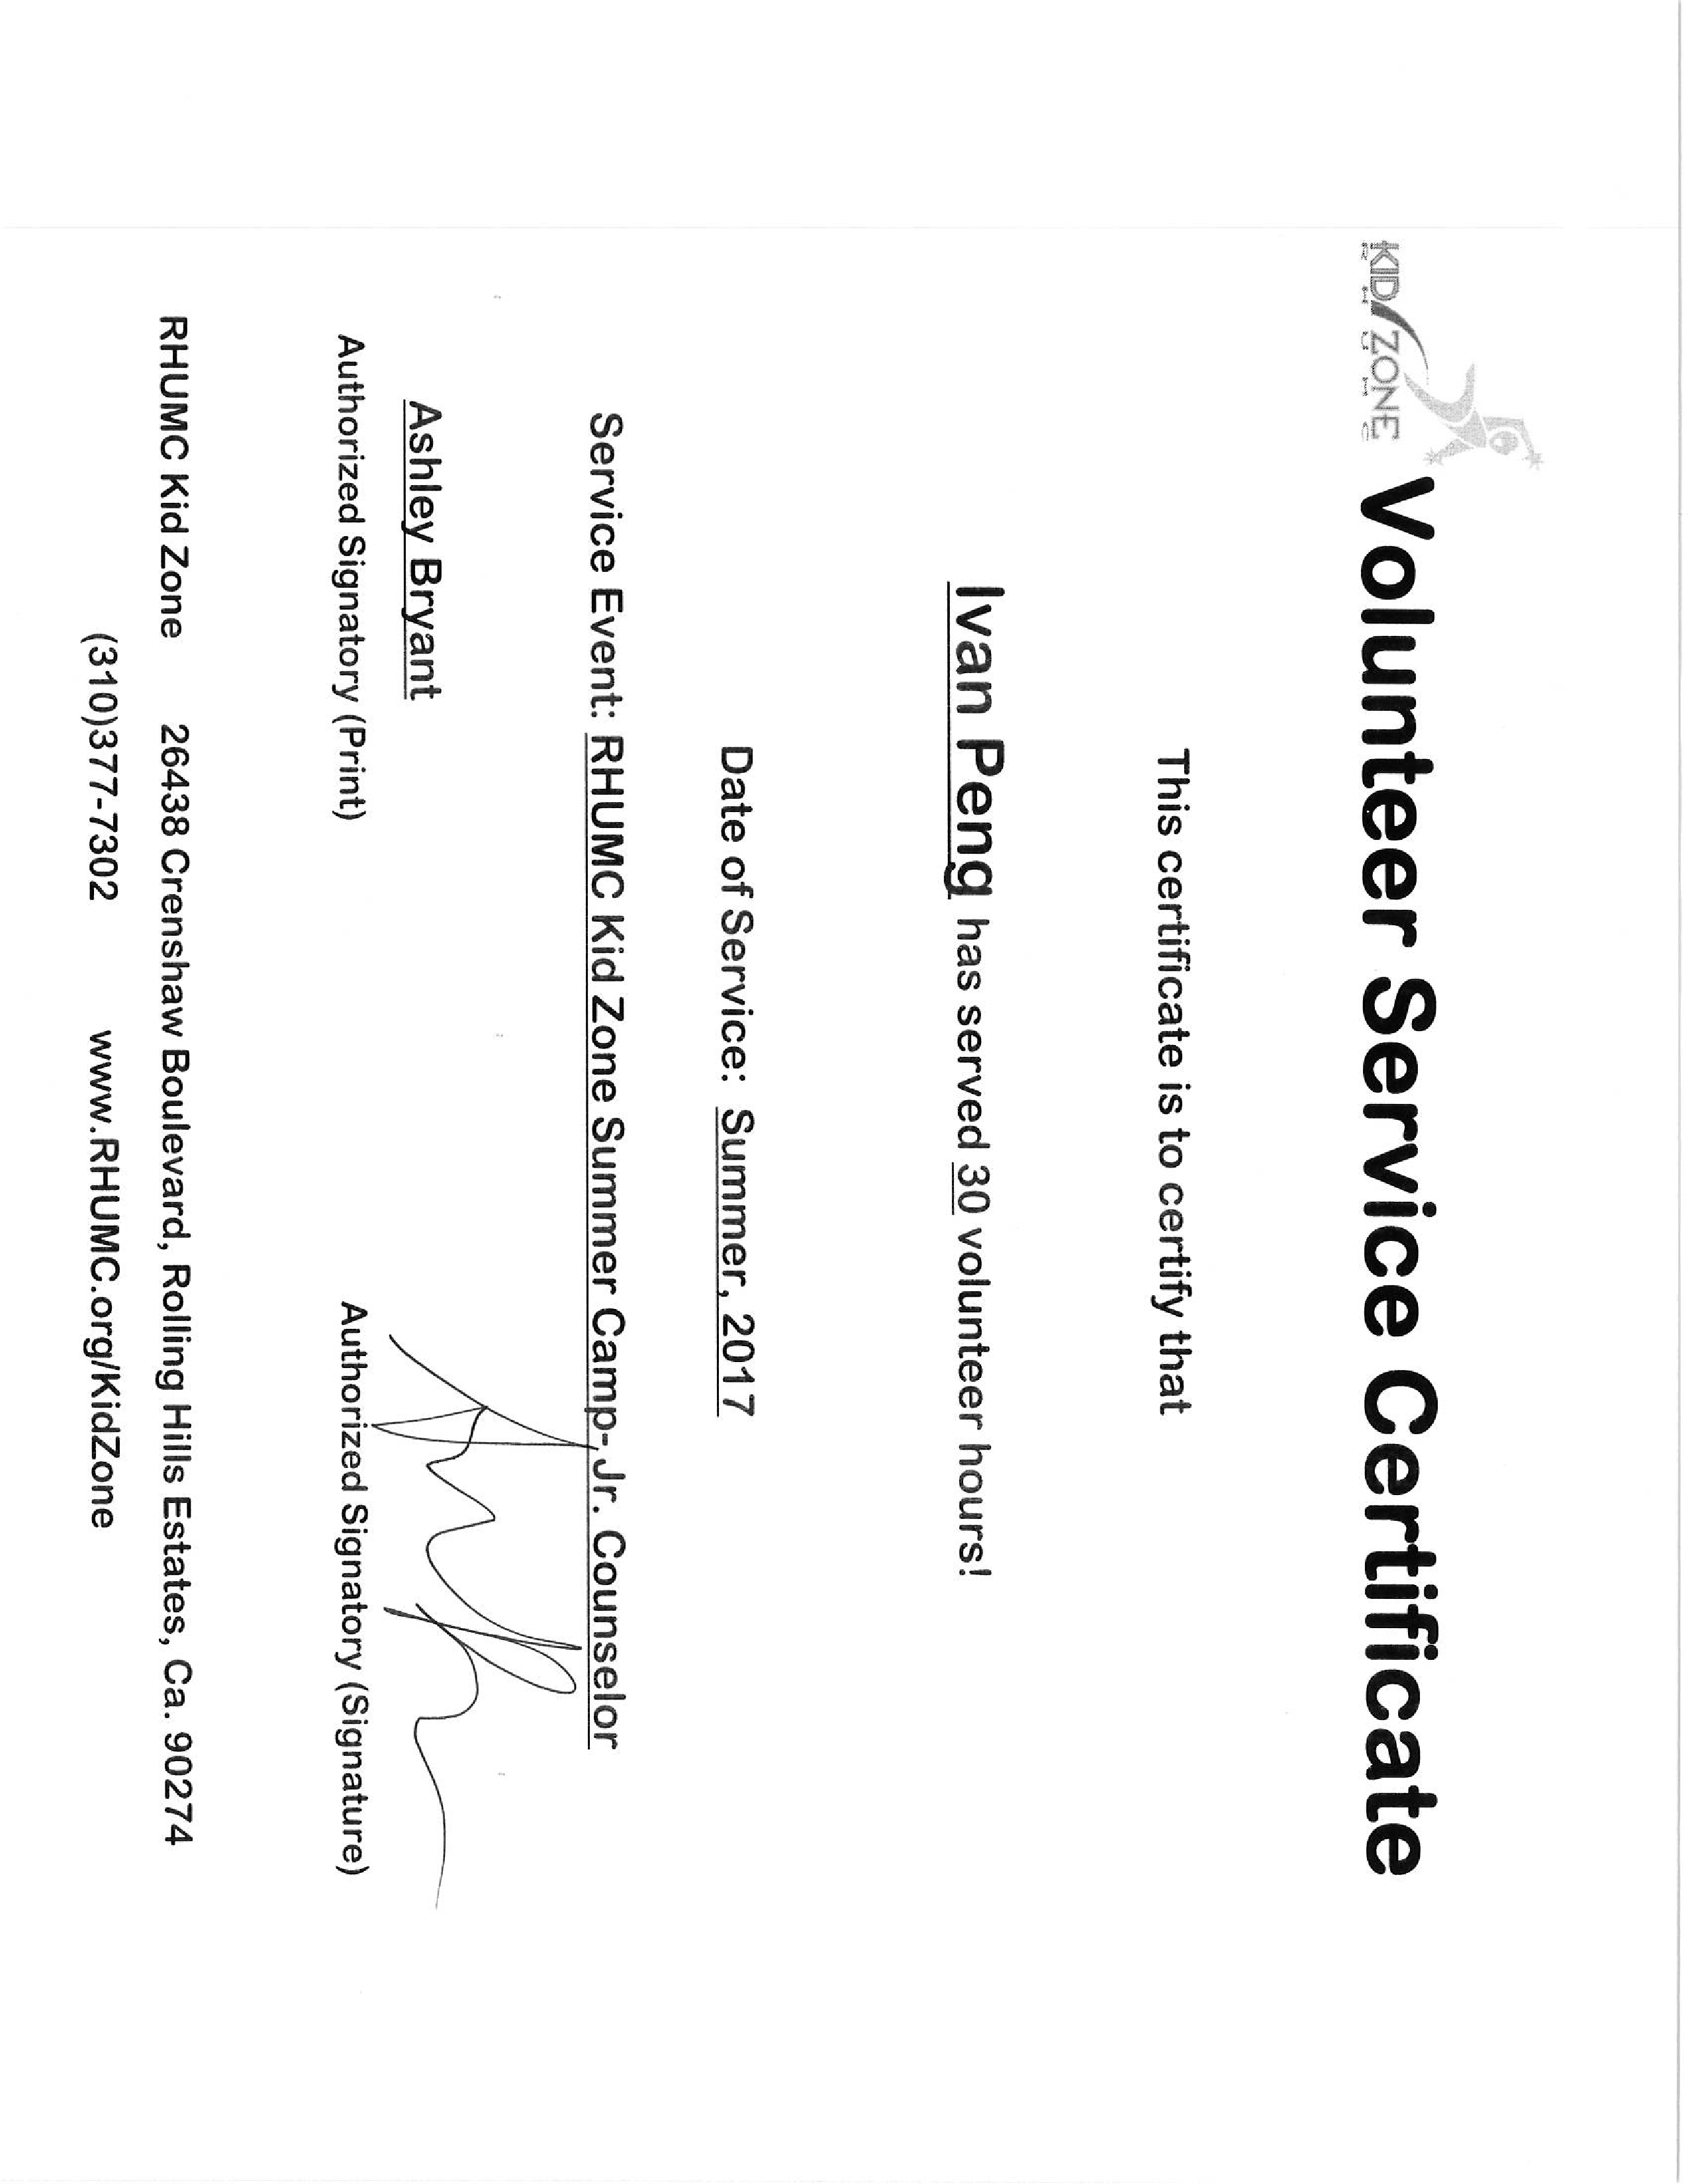 KID ZONE
Volunteer Service Certificate
This certificate is to certify that
Ivan Peng has served 30 volunteer hours!
Date of Service: Summer, 2017
Service Event: RHUMC Kid Zone Summer Camp- Jr. Counselor
Ashley Bryant
Authorized Signatory (Print)
Authorized Signatory (Signature)
RHUMC Kid Zone 26438 Crenshaw Boulevard, Rolling Hills Estates, Ca. 90274
(310)377-7302 www.RHUMC.org/KidZone